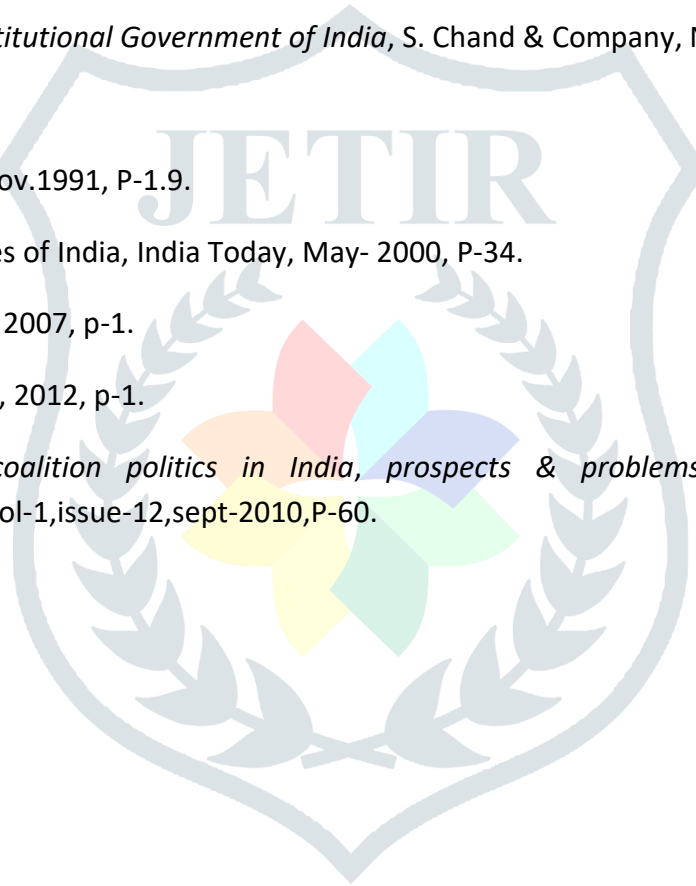 titutional Government of India, S. Chand & Company, N
JETIR
ov.1991, P-1.9.
es of India, India Today, May- 2000, P-34.
2007, p-1.
, 2012, p-1.
coalition politics in India, prospects & problems
ol-1,issue-12,sept-2010,P-60.